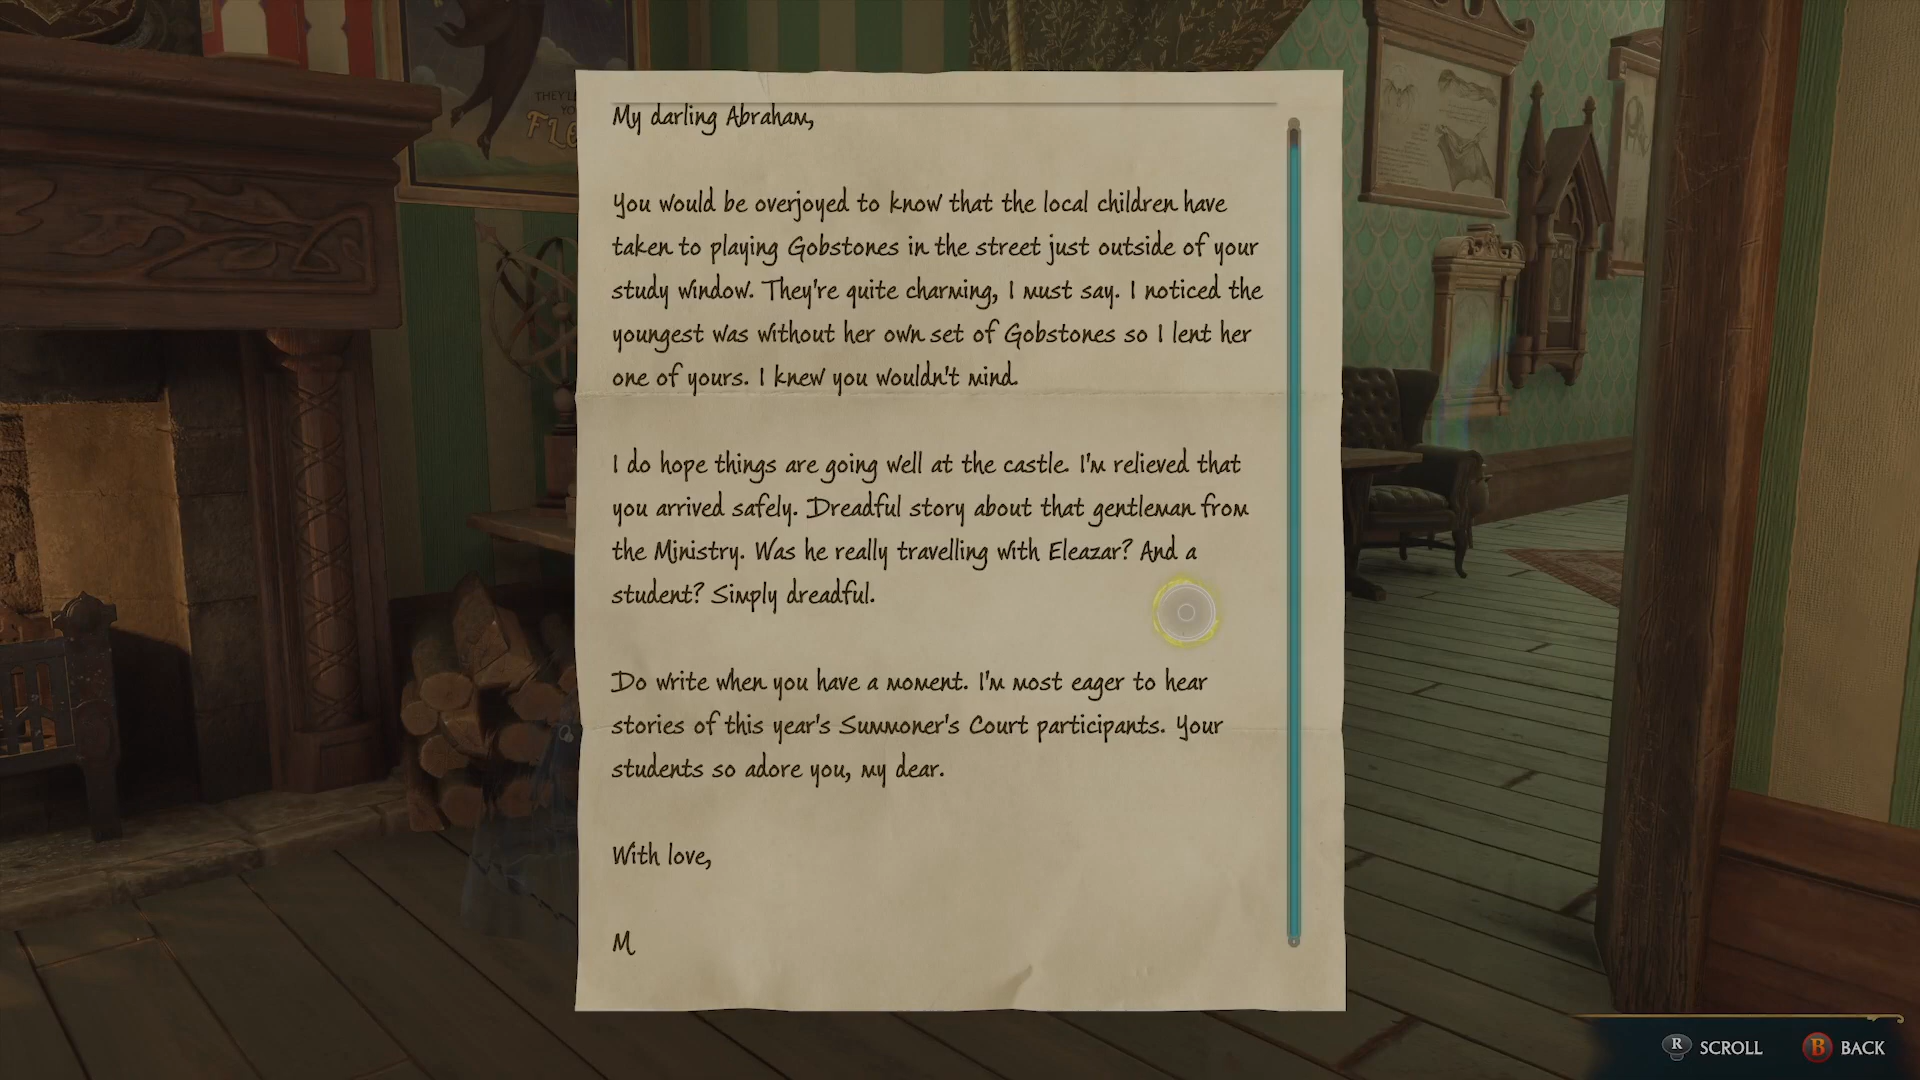 THEY'L
YO
FLE
My darling Abraham,
You would be overjoyed to know that the local children have
taken to playing Gobstones in the street just outside of your
study window. They're quite charming, I must say. I noticed the
youngest was without her own set of Gobstones so I lent her
one of yours. I knew you wouldn't mind.
I do hope things are going well at the castle. I'm relieved that
you arrived safely. Dreadful story about that gentleman from
the Ministry. Was he really travelling with Eleazar? And a
student? Simply dreadful.
Do write when you have a moment. I'm most eager to hear
stories of this year's Summoner's Court participants. Your
students so adore you, my dear.
With love,
M
R SCROLL B BACK